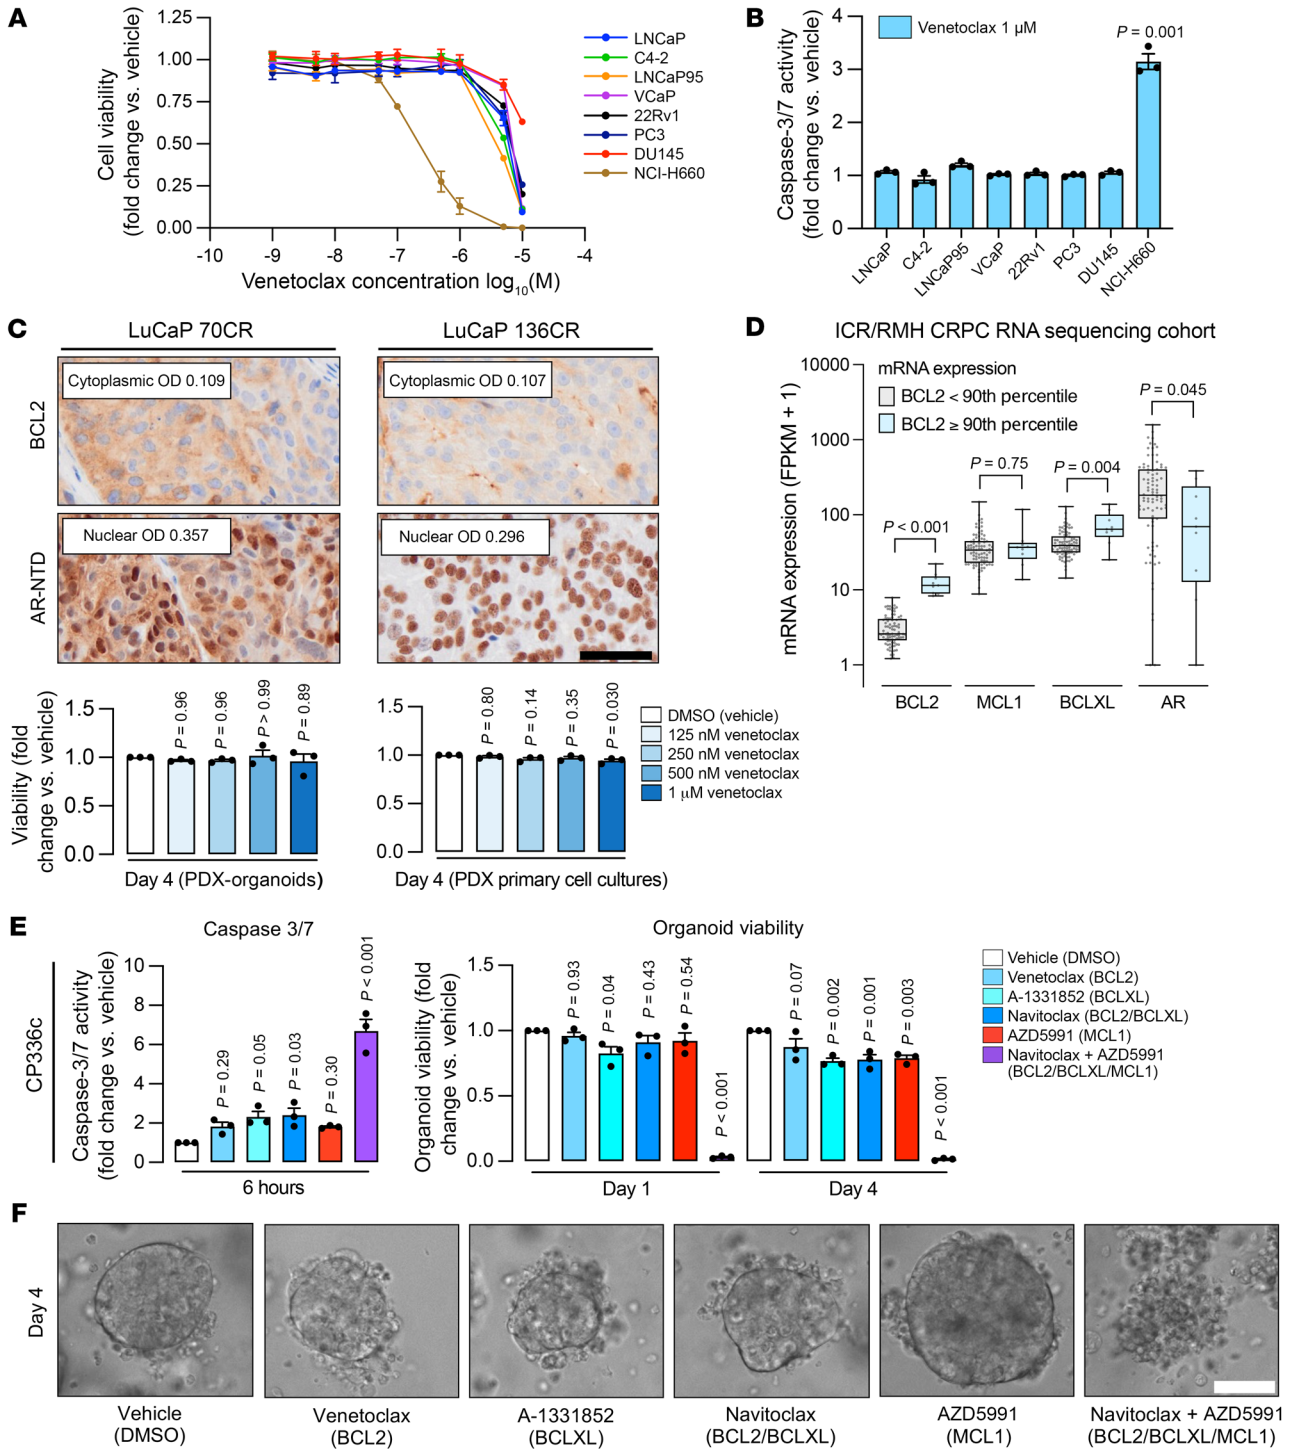 A
Cell viability
(fold change vs. vehicle)
1.25
1.00
0.75
0.50
0.25
0.00
-10
-9
-8
-7
-6
-5
-4
Venetoclax concentration log10(M)
LNCaP
C4-2
LNCaP95
VCaP
22Rv1
PC3
DU145
NCI-H660
B
Caspase-3/7 activity
(fold change vs. vehicle)
4
3
2
1
0
Venetoclax 1 µM
P = 0.001
LNCaP
C4-2
LNCaP95
VCaP
22Rv1
PC3
DU145
NCI-H660
C
LuCaP 70CR
LuCaP 136CR
BCL2
Cytoplasmic OD 0.109
Cytoplasmic OD 0.107
AR-NTD
Nuclear OD 0.357
Nuclear OD 0.296
Viability (fold
change vs. vehicle)
1.5
1.0
0.5
0.0
P = 0.96
P = 0.96
P > 0.99
P = 0.89
Day 4 (PDX-organoids)
1.5
1.0
0.5
0.0
P = 0.80
P = 0.14
P = 0.35
P = 0.030
Day 4 (PDX primary cell cultures)
DMSO (vehicle)
125 nM venetoclax
250 nM venetoclax
500 nM venetoclax
1 µM venetoclax
D
ICR/RMH CRPC RNA sequencing cohort
mRNA expression (FPKM + 1)
10000
1000
100
10
1
mRNA expression
BCL2 < 90th percentile
BCL2 ≥ 90th percentile
P < 0.001
P = 0.75
P = 0.004
P = 0.045
BCL2
MCL1
BCLXL
AR
E
CP336c
Caspase 3/7
Caspase-3/7 activity
(fold change vs. vehicle)
10
8
6
4
2
0
P = 0.29
P = 0.05
P = 0.03
P = 0.30
P < 0.001
6 hours
Organoid viability
Organoid viability (fold
change vs. vehicle)
1.5
1.0
0.5
0.0
P = 0.93
P = 0.04
P = 0.43
P = 0.54
P < 0.001
P = 0.07
P = 0.002
P = 0.001
P = 0.003
P < 0.001
Day 1
Day 4
Vehicle (DMSO)
Venetoclax (BCL2)
A-1331852 (BCLXL)
Navitoclax (BCL2/BCLXL)
AZD5991 (MCL1)
Navitoclax + AZD5991
(BCL2/BCLXL/MCL1)
F
Day 4
Vehicle
(DMSO)
Venetoclax
(BCL2)
A-1331852
(BCLXL)
Navitoclax
(BCL2/BCLXL)
AZD5991
(MCL1)
Navitoclax + AZD5991
(BCL2/BCLXL/MCL1)